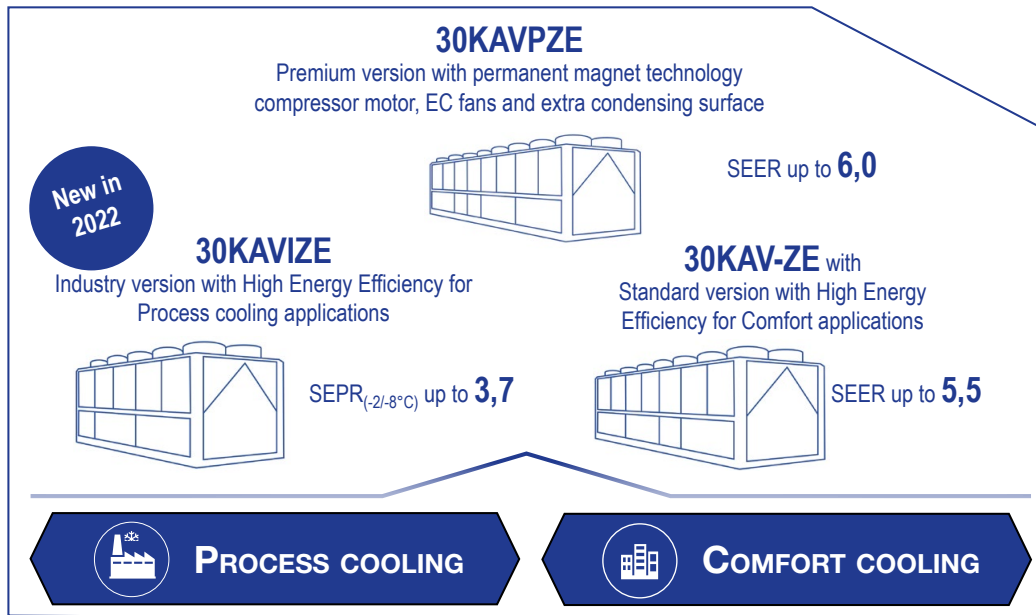 30KAVPZE
Premium version with permanent magnet technology
compressor motor, EC fans and extra condensing surface
SEER up to 6,0
New in
2022
30KAVIZE
Industry version with High Energy Efficiency for
Process cooling applications
SEPR(-2/-8°C) up to 3,7
30KAV-ZE with
Standard version with High Energy
Efficiency for Comfort applications
SEER up to 5,5
PROCESS COOLING
COMFORT COOLING